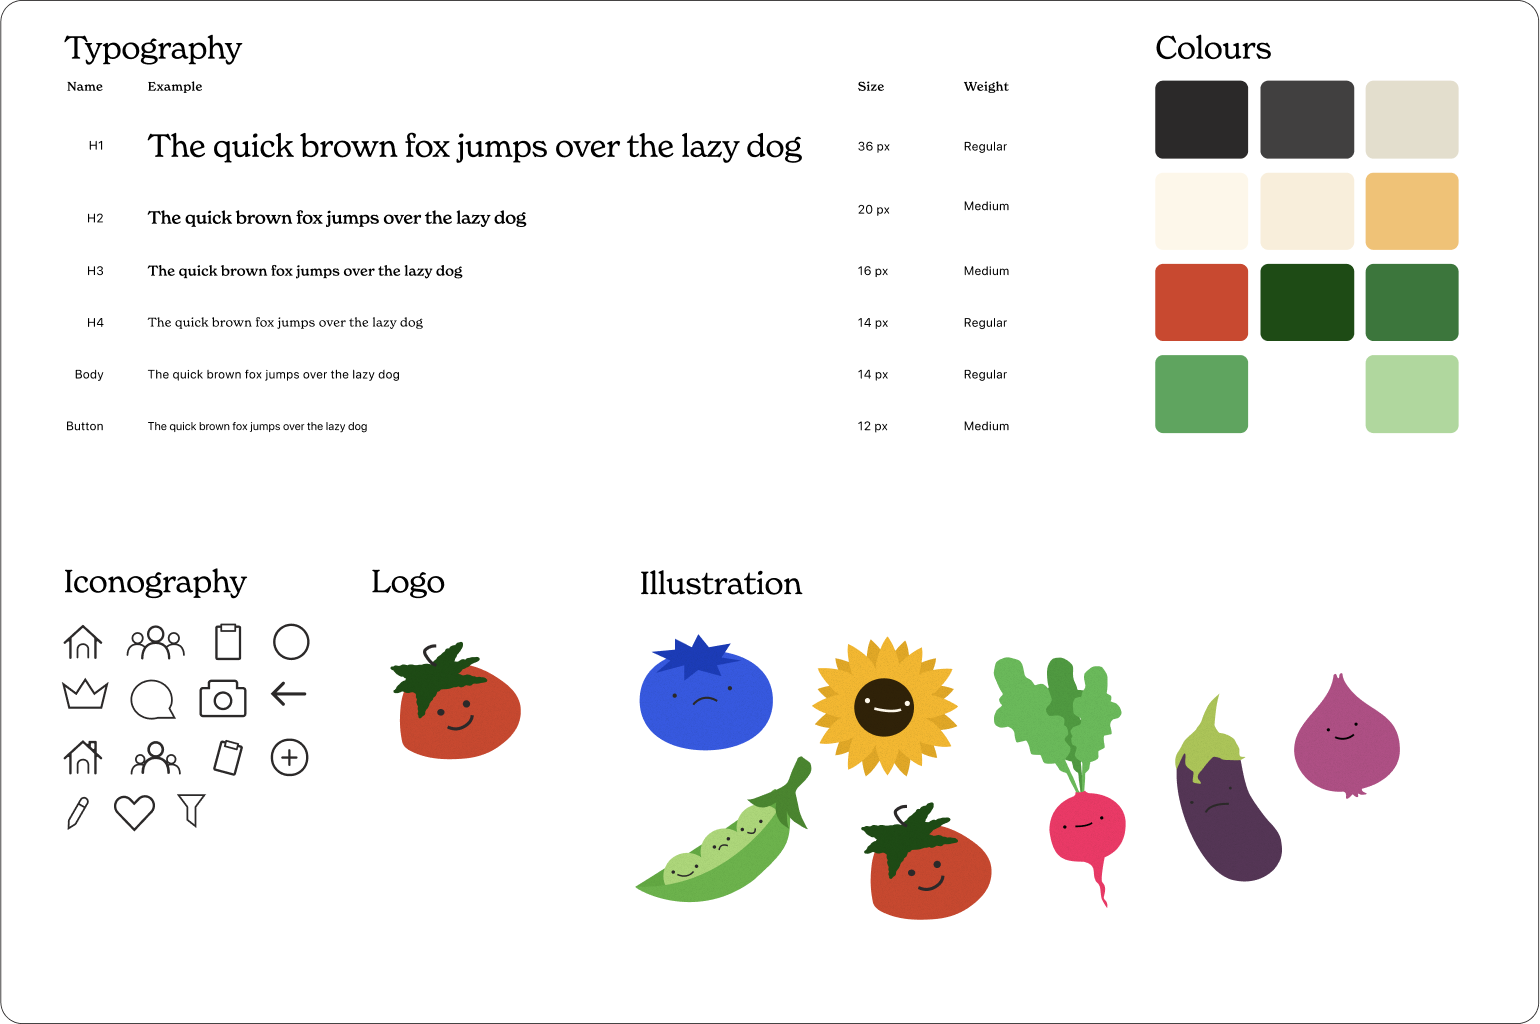 Typography
Name Example Size Weight
H1 The quick brown fox jumps over the lazy dog 36 px Regular
H2 The quick brown fox jumps over the lazy dog 20 px Medium
H3 The quick brown fox jumps over the lazy dog 16 px Medium
H4 The quick brown fox jumps over the lazy dog 14 px Regular
Body The quick brown fox jumps over the lazy dog 14 px Regular
Button The quick brown fox jumps over the lazy dog 12 px Medium
Colours
Iconography
Logo
Illustration